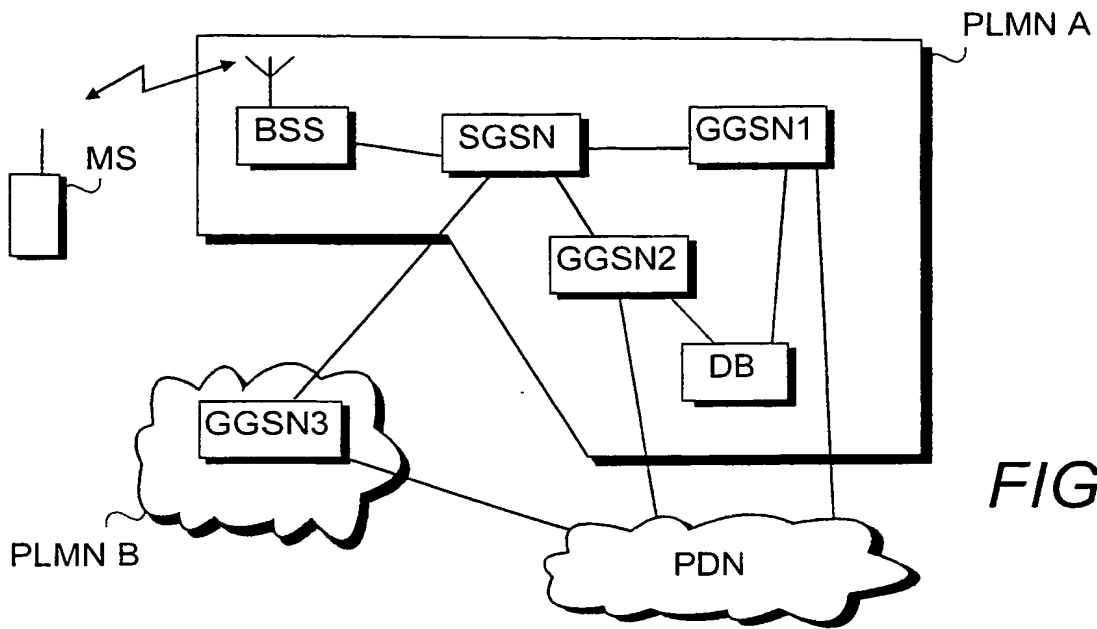 PLMN A
BSS
SGSN
GGSN1
MS
GGSN2
DB
GGSN3
FIG
PLMN B
PDN